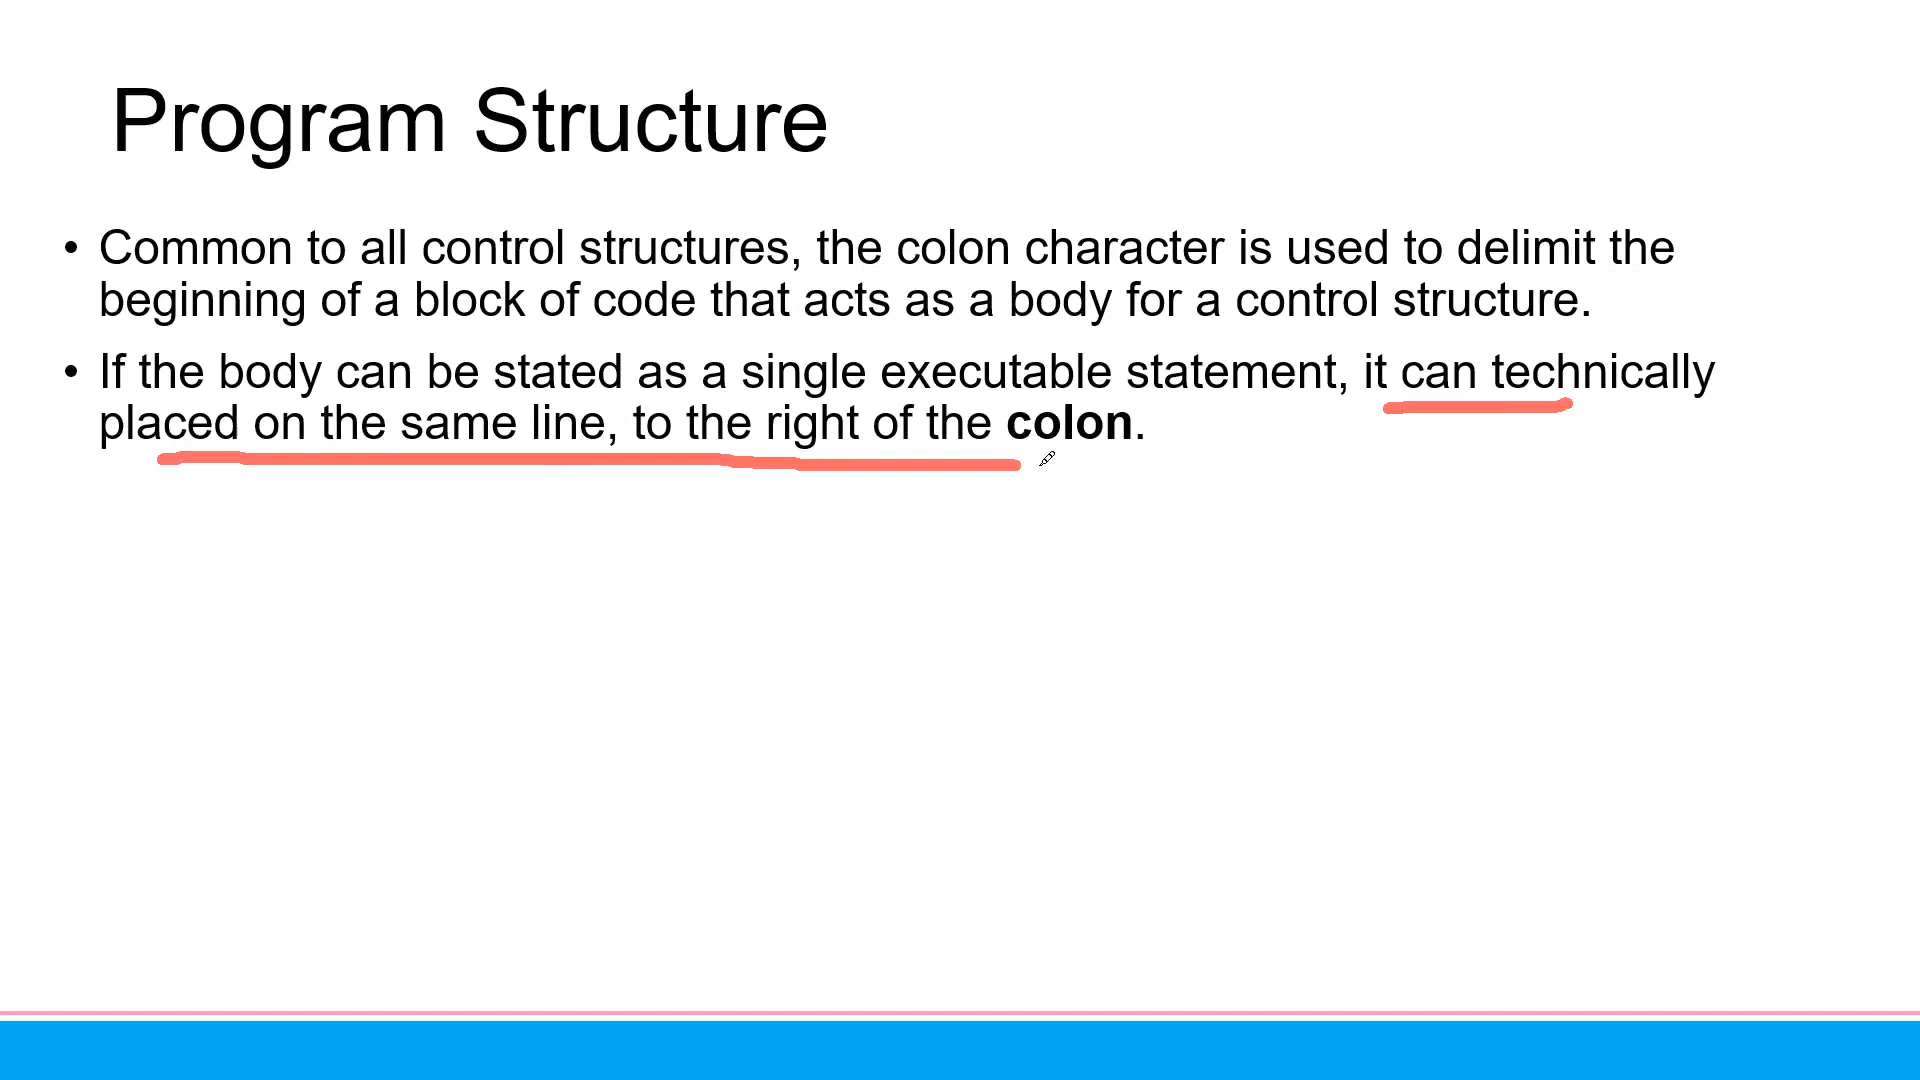 Program Structure
• Common to all control structures, the colon character is used to delimit the
beginning of a block of code that acts as a body for a control structure.
• If the body can be stated as a single executable statement, it can technically
placed on the same line, to the right of the colon.